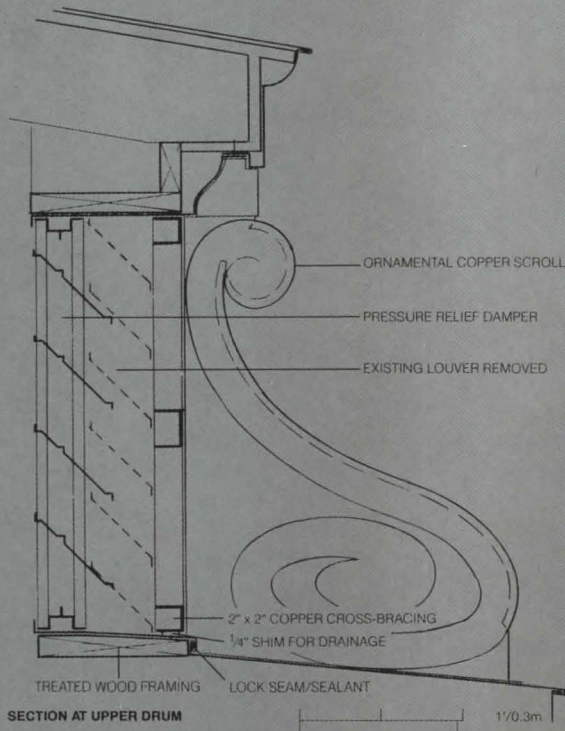 ORNAMENTAL COPPER SCROLL
PRESSURE RELIEF DAMPER
EXISTING LOUVER REMOVED
2" x 2" COPPER CROSS-BRACING
1/4" SHIM FOR DRAINAGE
TREATED WOOD FRAMING
LOCK SEAM/SEALANT
SECTION AT UPPER DRUM
1'/0.3m